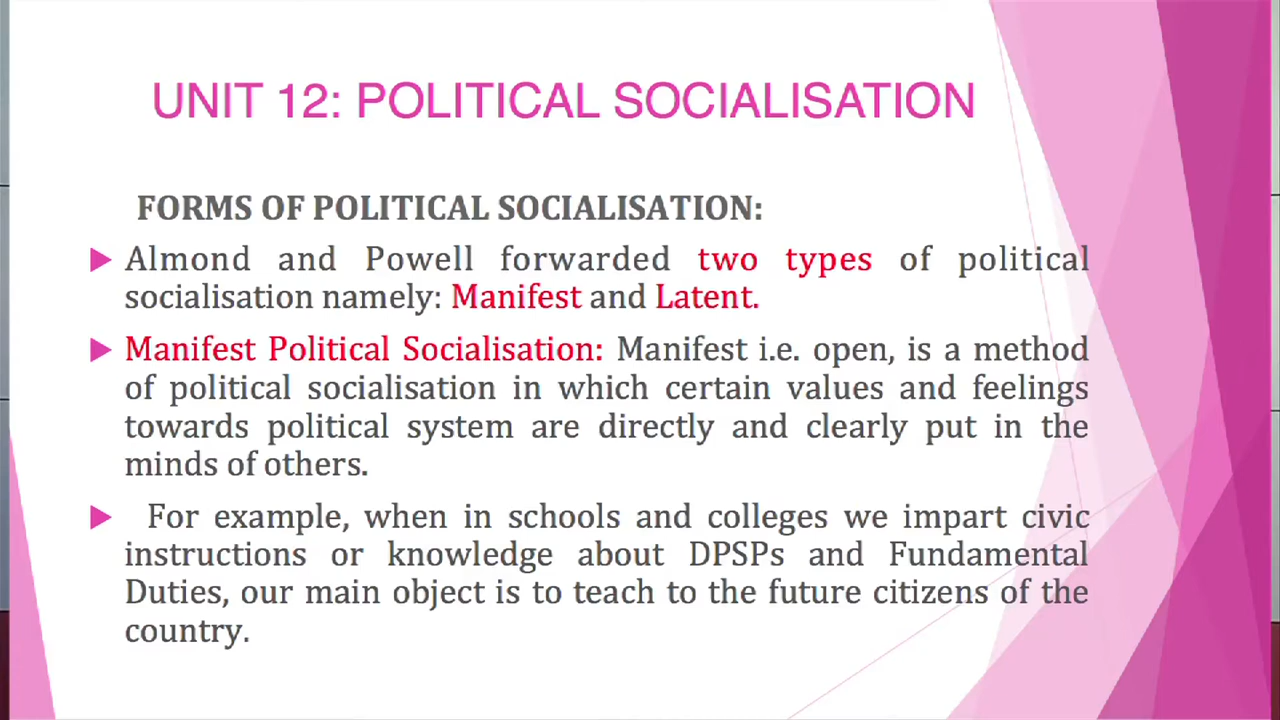 UNIT 12: POLITICAL SOCIALISATION
FORMS OF POLITICAL SOCIALISATION:
Almond and Powell forwarded two types of political
socialisation namely: Manifest and Latent.
Manifest Political Socialisation: Manifest i.e. open, is a method
of political socialisation in which certain values and feelings
towards political system are directly and clearly put in the
minds of others.
For example, when in schools and colleges we impart civic
instructions or knowledge about DPSPs and Fundamental
Duties, our main object is to teach to the future citizens of the
country.